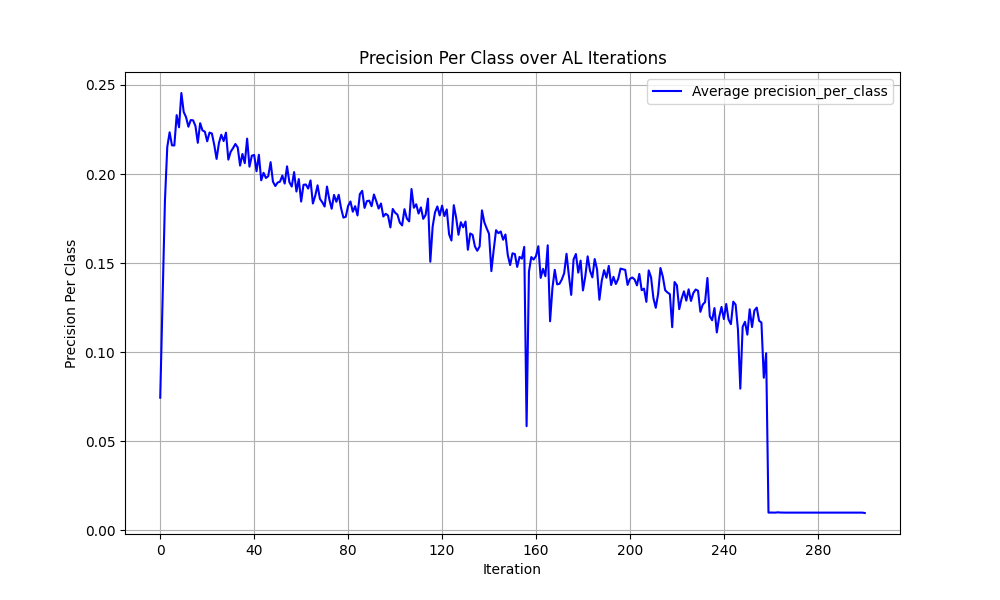 Precision Per Class over AL Iterations
Average precision_per_class
Precision Per Class
0.25
0.20
0.15
0.10
0.05
0.00
0 40 80 120 160 200 240 280
Iteration